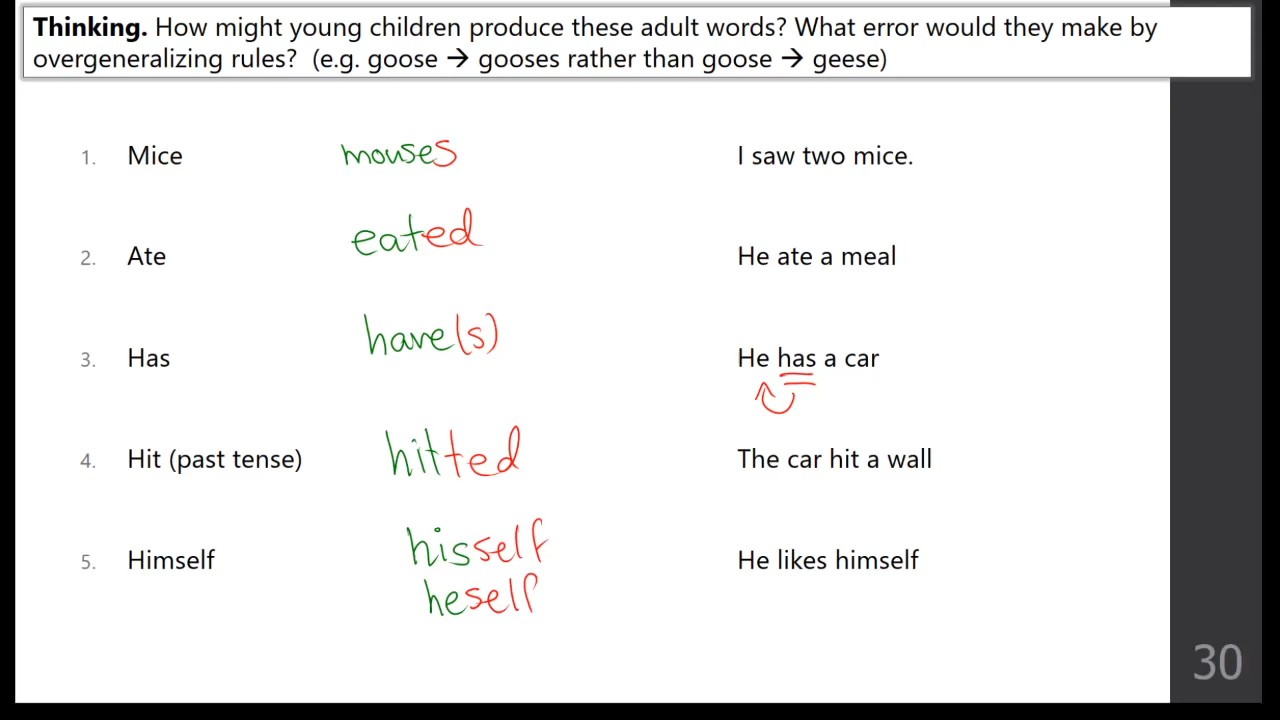 Thinking. How might young children produce these adult words? What error would they make by
overgeneralizing rules? (e.g. goose → gooses rather than goose → geese)
1. Mice mouses I saw two mice.
2. Ate eated He ate a meal
3. Has have(s) He has a car
4. Hit (past tense) hitted The car hit a wall
5. Himself hisself He likes himself
heself
30